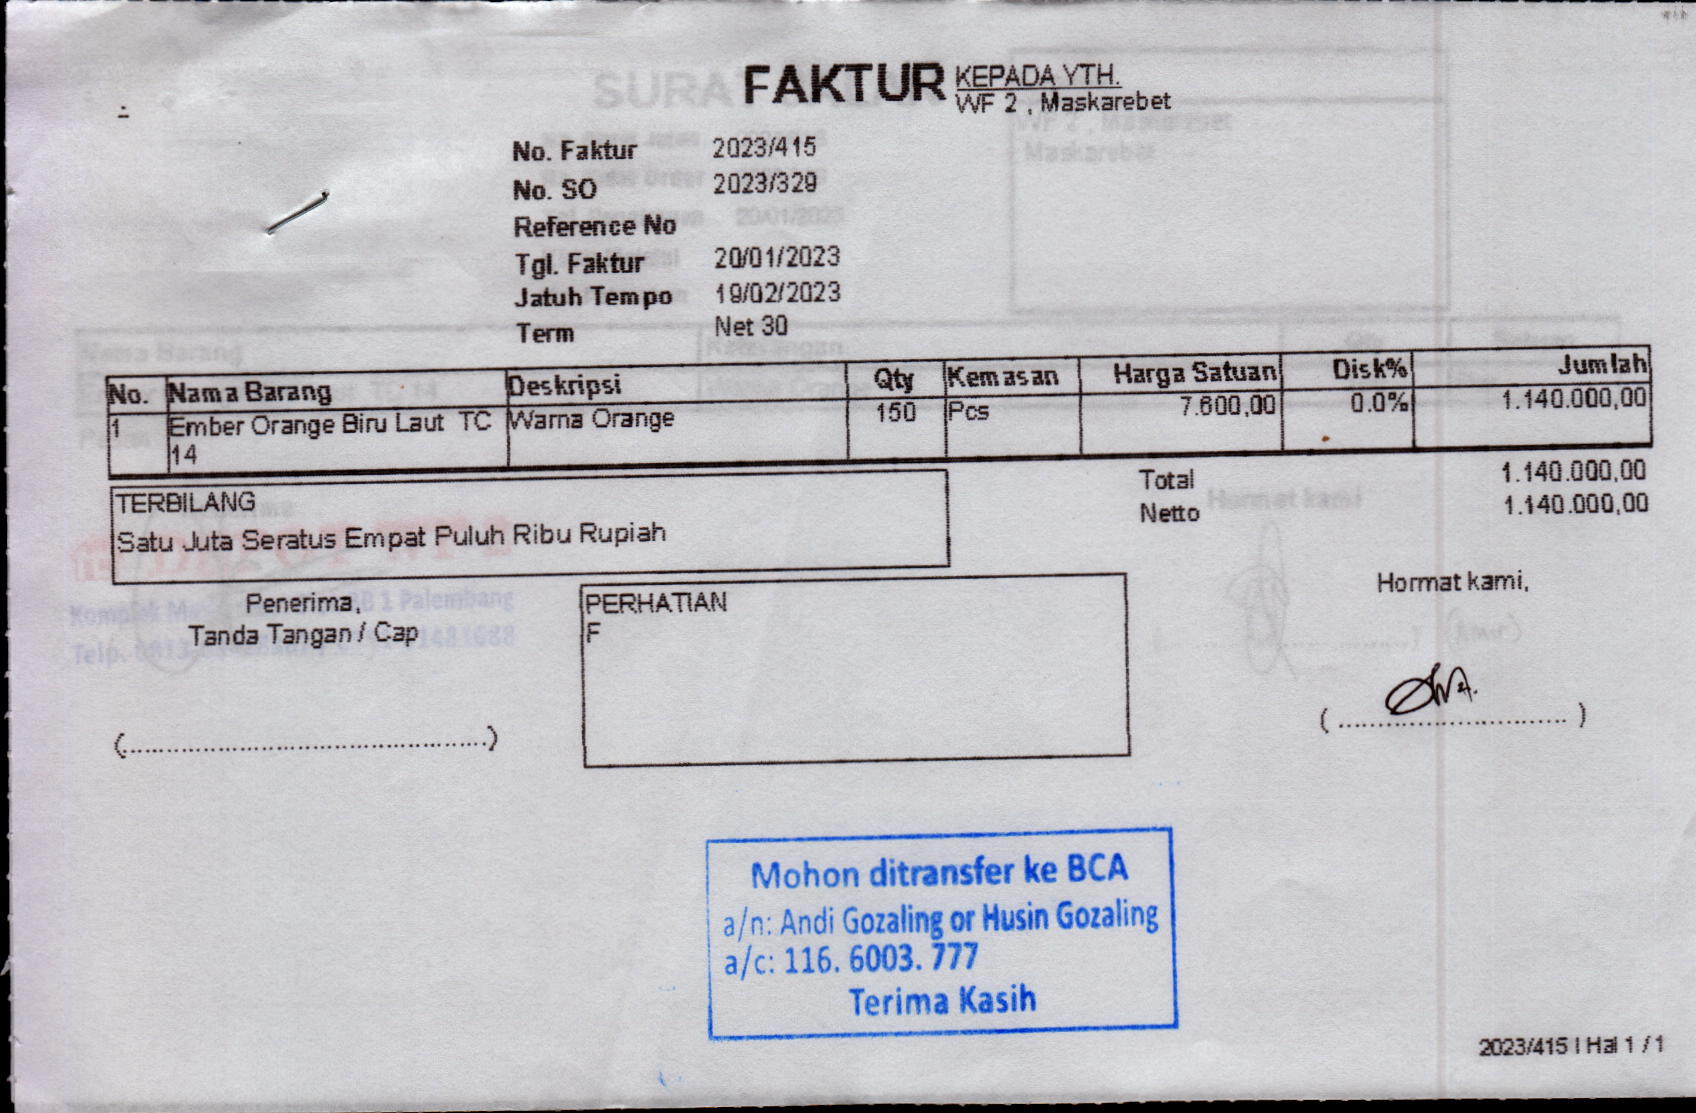 FAKTUR
KEPADA YTH.
WF 2 , Maskarebet
No. Faktur 2023/415
No. SO 2023/329
Reference No
Tgl. Faktur 20/01/2023
Jatuh Tempo 19/02/2023
Term Net 30
No. Nama Barang Deskripsi Qty Kemasan Harga Satuan Disk% Jumlah
1 Ember Orange Biru Laut TC 14 Warna Orange 150 Pcs 7.600,00 0.0% 1.140.000,00
Total 1.140.000,00
Netto 1.140.000,00
TERBILANG
Satu Juta Seratus Empat Puluh Ribu Rupiah
Penerima,
Tanda Tangan / Cap
(................................................)
PERHATIAN
F
Hormat kami,
( .............................. )
Mohon ditransfer ke BCA
a/n: Andi Gozaling or Husin Gozaling
a/c: 116. 6003. 777
Terima Kasih
2023/415 | Hal 1 / 1